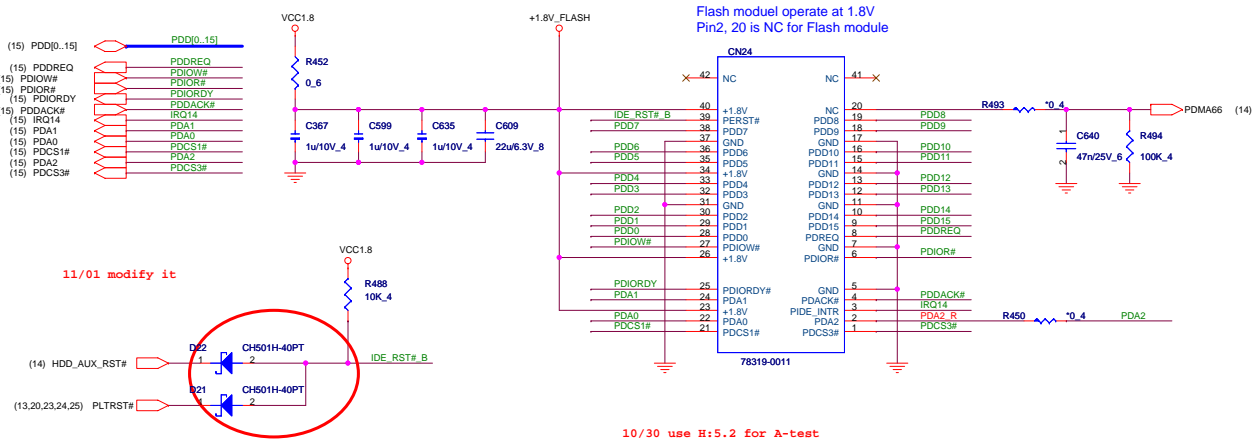 Flash moduel operate at 1.8V
Pin2, 20 is NC for Flash module
VCC1.8
+1.8V_FLASH
(15) PDD[0..15]
PDD[0..15]
(15) PDDREQ
PDDREQ
(15) PDIOW#
PDIOW#
15) PDIOR#
PDIOR#
(15) PDIORDY
PDIORDY
15) PDDACK#
PDDACK#
(15) IRQ14
IRQ14
(15) PDA1
PDA1
(15) PDA0
PDA0
(15) PDCS1#
PDCS1#
(15) PDA2
PDA2
(15) PDCS3#
PDCS3#
R452
0_6
C367
1u/10V_4
C599
1u/10V_4
C635
1u/10V_4
C609
22u/6.3V_8
CN24
42 NC
NC 41
40 +1.8V
NC 20
IDE_RST#_B 39 PERST#
PDD8 19 PDD8
PDD7 38 PDD7
PDD9 18 PDD9
37 GND
GND 17
PDD6 36 PDD6
PDD10 16 PDD10
PDD5 35 PDD5
PDD11 15 PDD11
34 +1.8V
GND 14
PDD4 33 PDD4
PDD12 13 PDD12
PDD3 32 PDD3
PDD13 12 PDD13
31 GND
GND 11
PDD2 30 PDD2
PDD14 10 PDD14
PDD1 29 PDD1
PDD15 9 PDD15
PDD0 28 PDD0
PDREQ 8 PDDREQ
PDIOW# 27 PDIOW#
GND 7
26 +1.8V
PDIOR# 6 PDIOR#
PDIORDY 25 PDIORDY#
GND 5
PDA1 24 PDA1
PDACK# 4 PDDACK#
23 +1.8V
PIDE_INTR 3 IRQ14
PDA0 22 PDA0
PDA2 2 PDA2_R
PDCS1# 21 PDCS1#
PDCS3# 1 PDCS3#
78319-0011
R493 *0_4
PDMA66 (14)
C640
47n/25V_6
1
2
R494
100K_4
R450 *0_4 PDA2
11/01 modify it
VCC1.8
R488
10K_4
D22 CH501H-40PT
(14) HDD_AUX_RST#
1 2
IDE_RST#_B
D21 CH501H-40PT
(13,20,23,24,25) PLTRST#
1 2
10/30 use H:5.2 for A-test